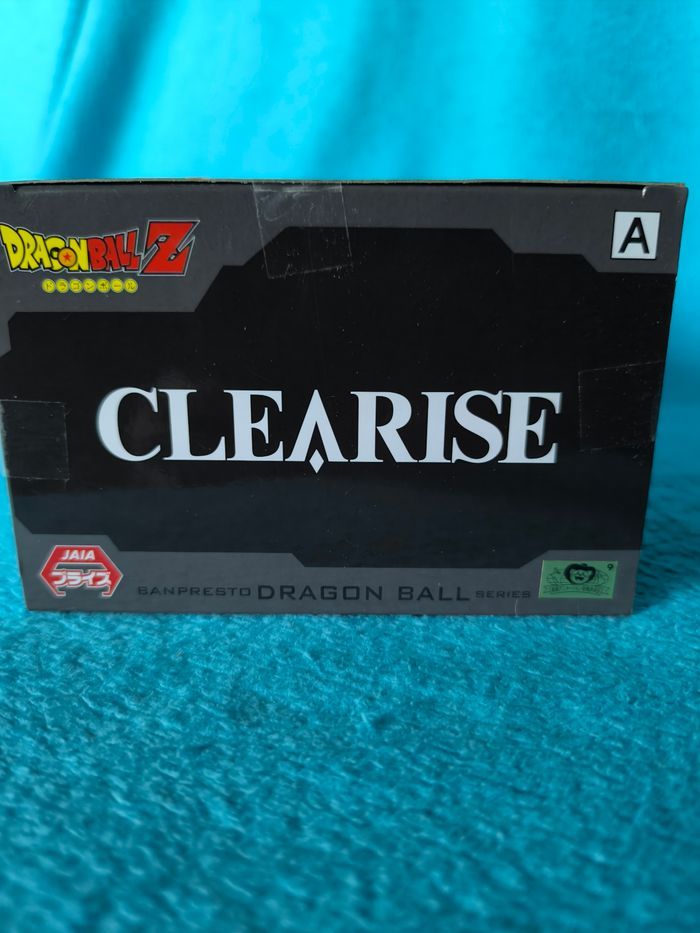 DRAGON BALL Z
ドラゴンボール
A
CLEARISE
JAIA
プライズ
BANPRESTO DRAGON BALL SERIES